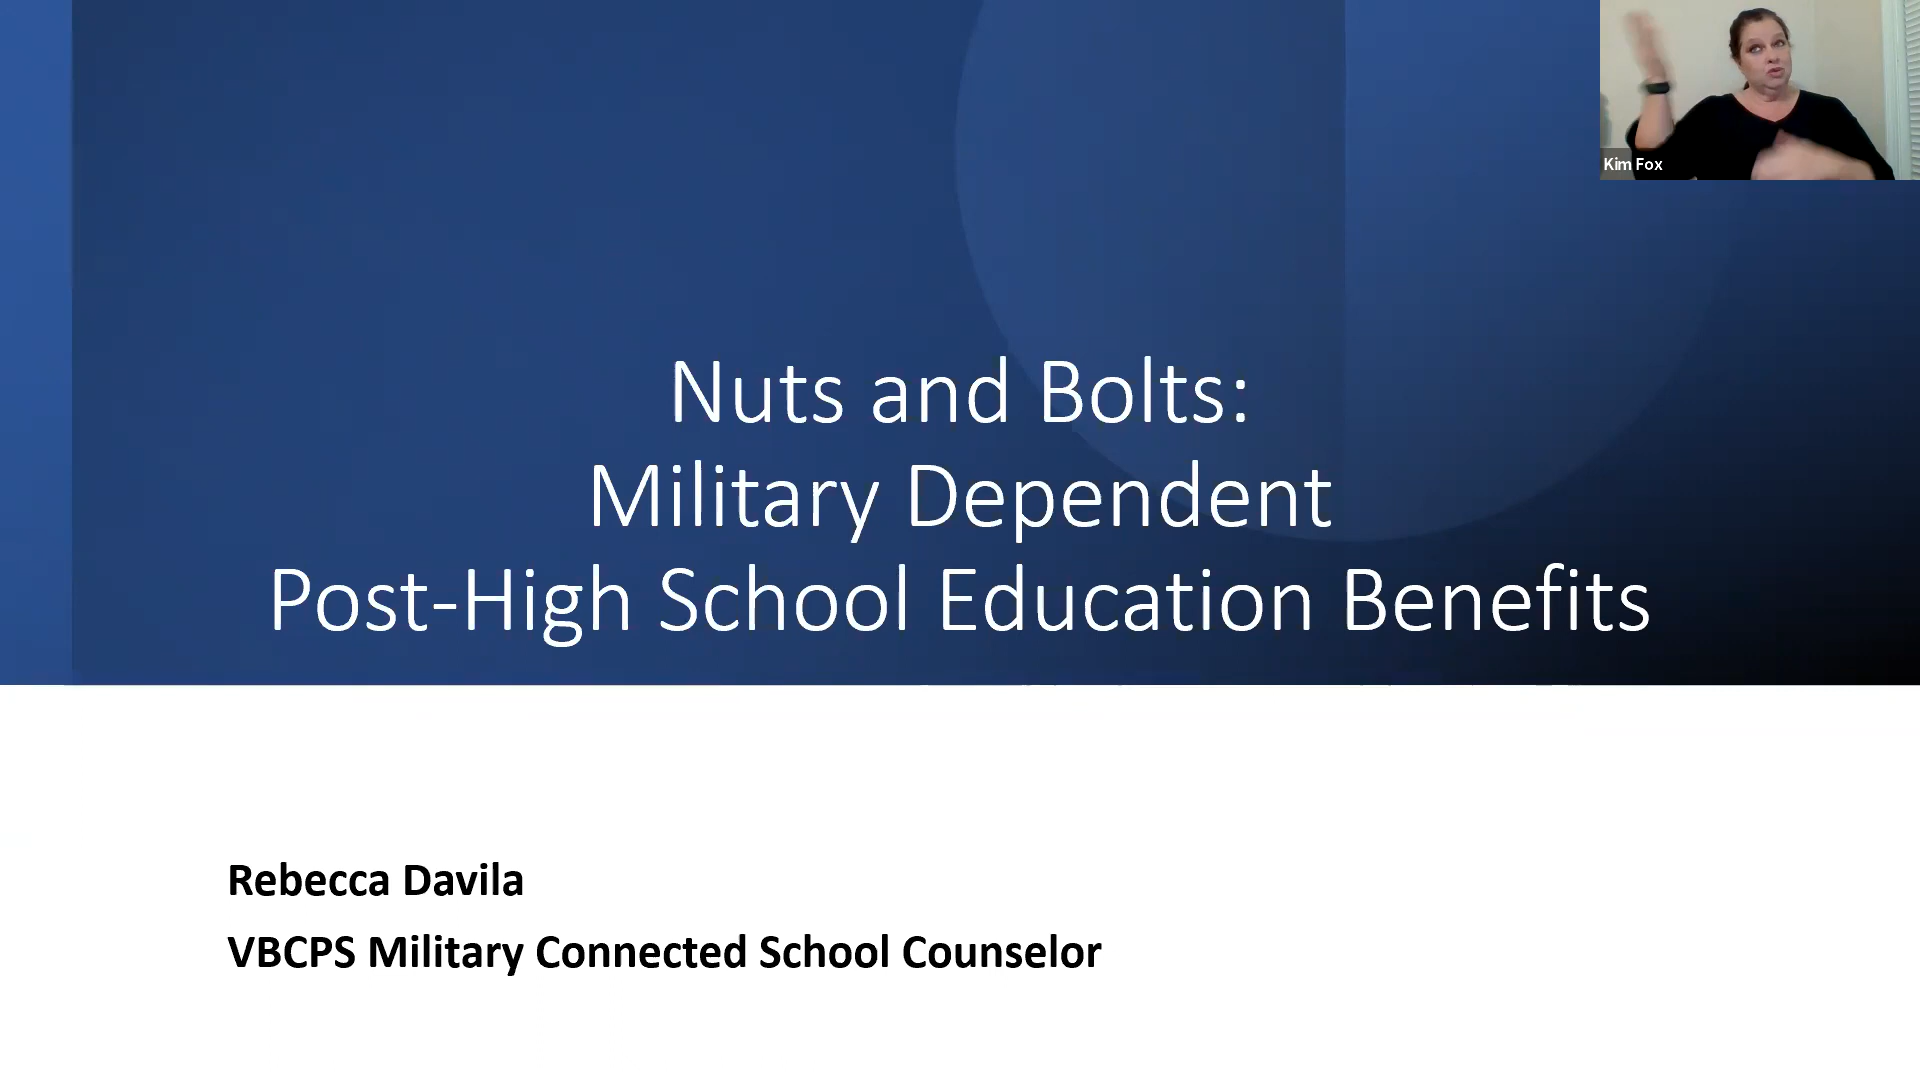 Kim Fox
Nuts and Bolts:
Military Dependent
Post-High School Education Benefits
Rebecca Davila
VBCPS Military Connected School Counselor